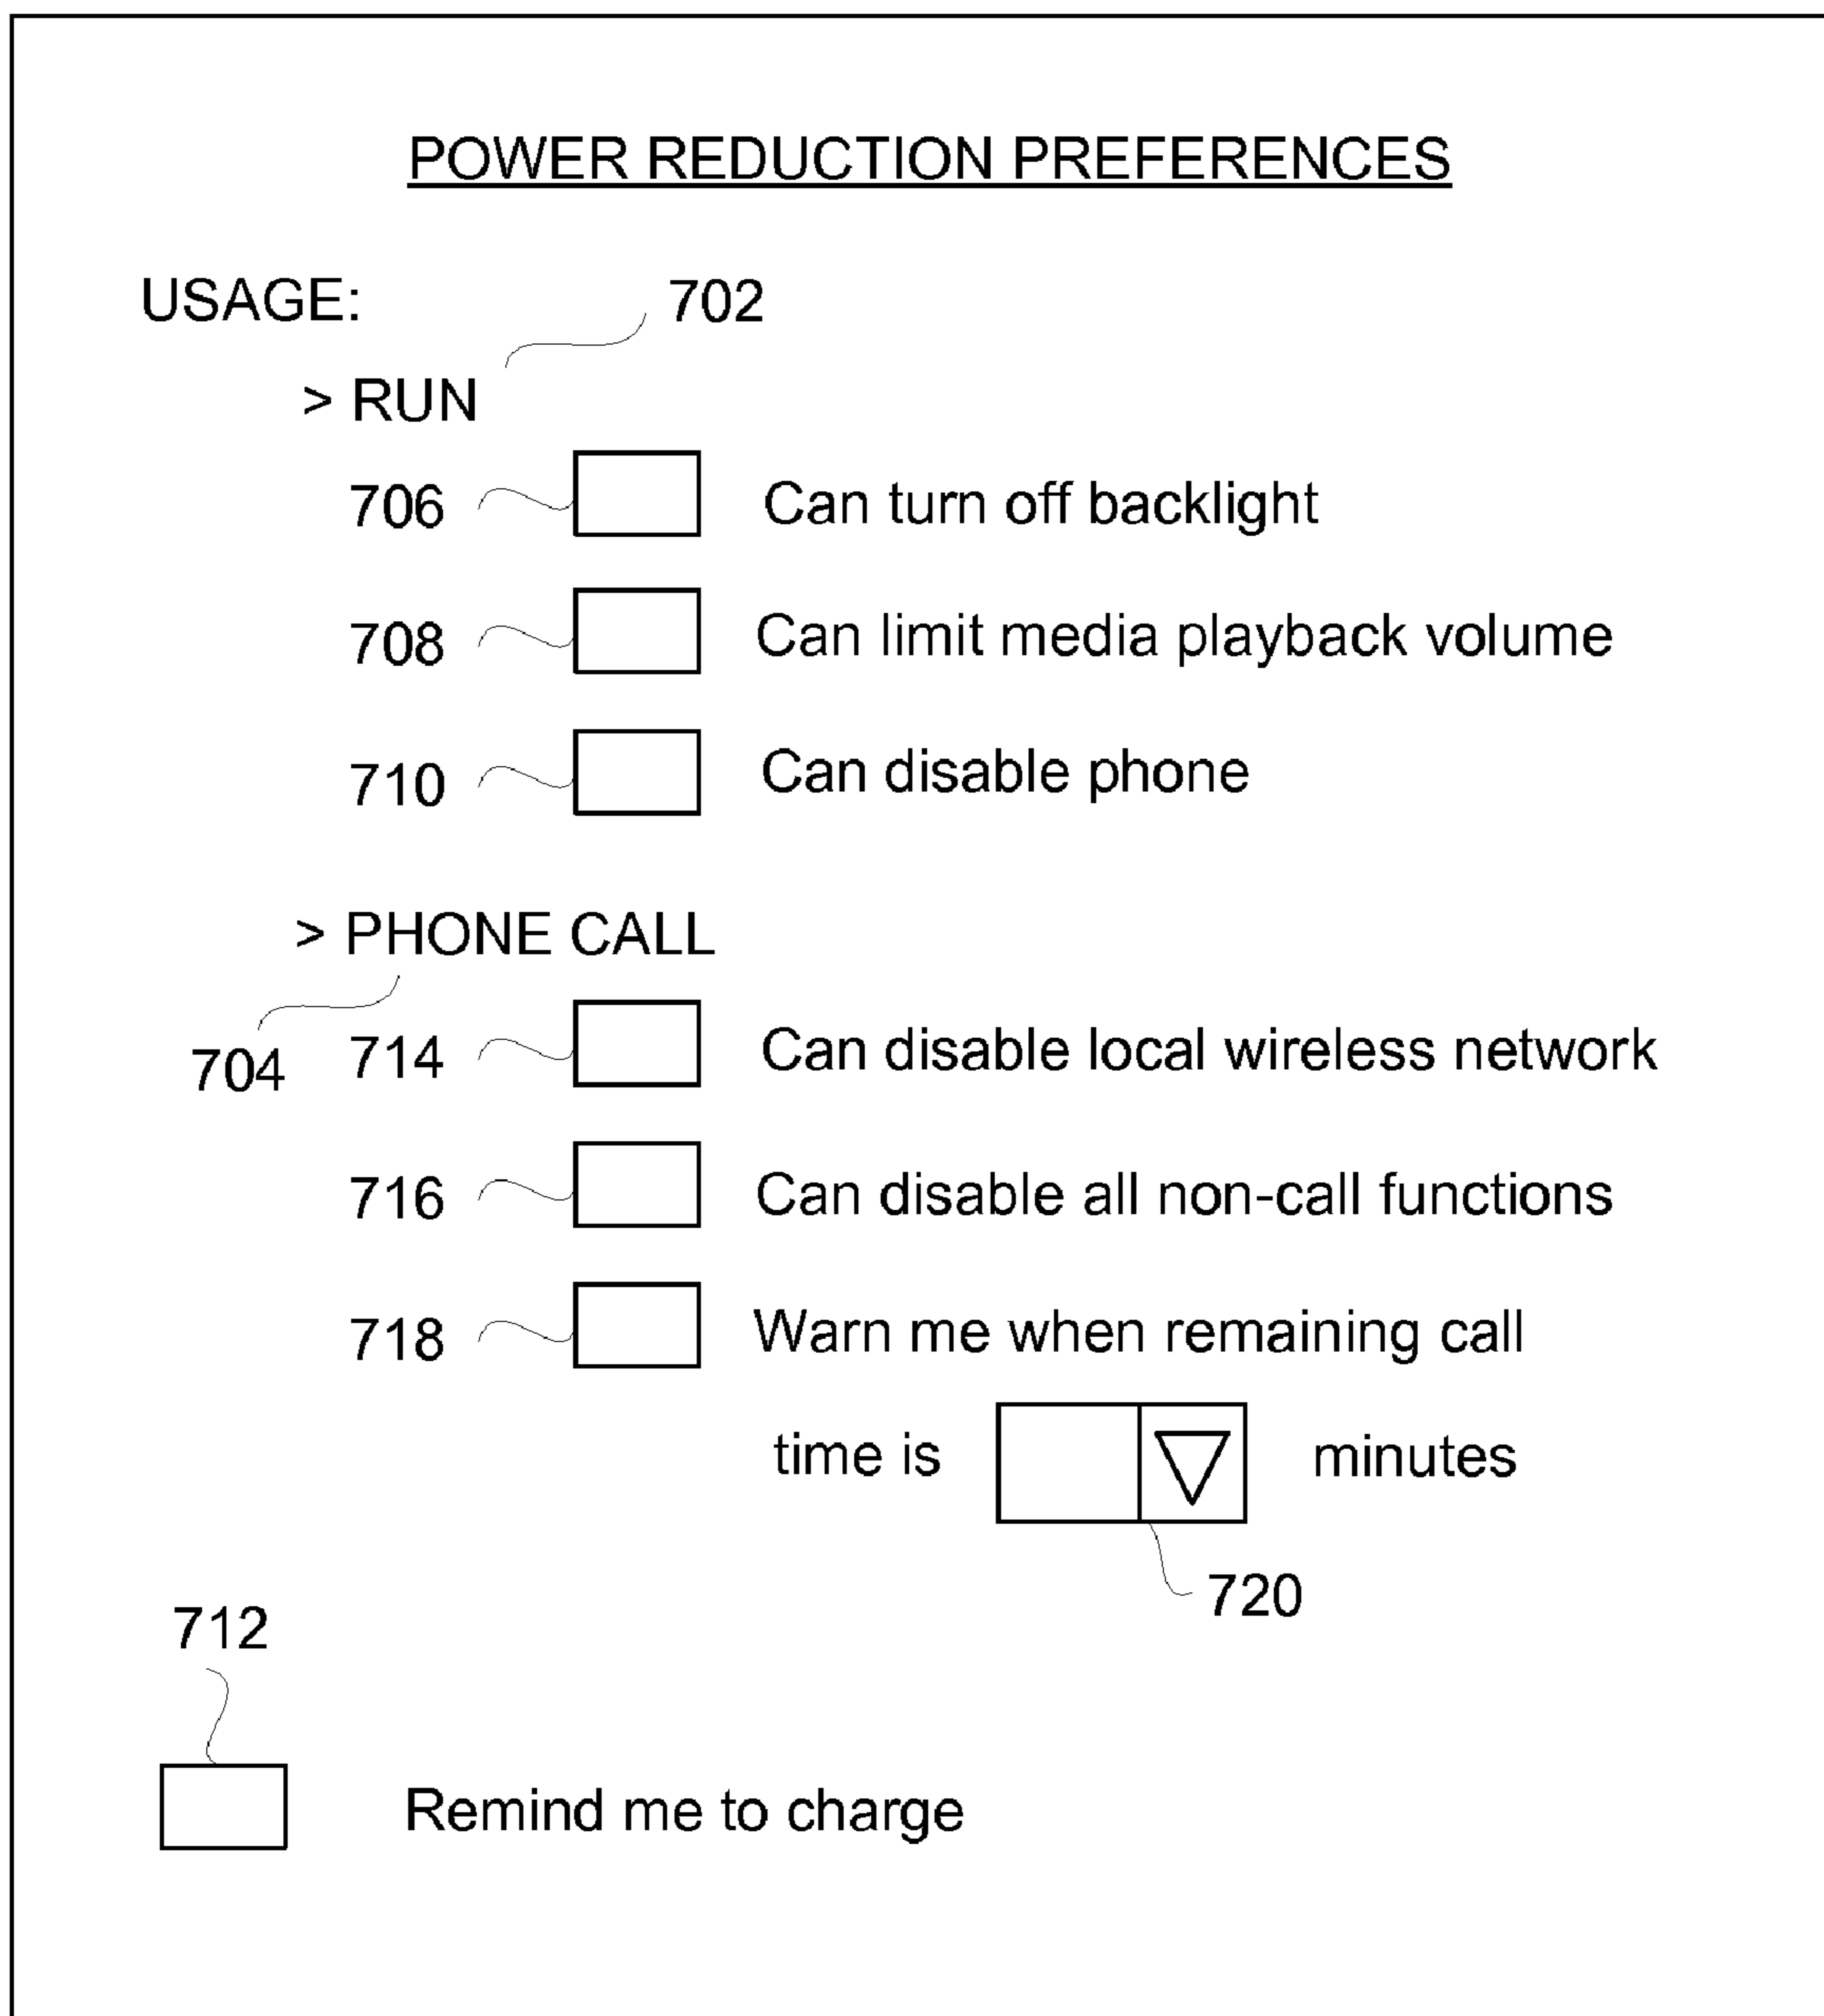 POWER REDUCTION PREFERENCES
USAGE:
702
> RUN
706 Can turn off backlight
708 Can limit media playback volume
710 Can disable phone
> PHONE CALL
704
714 Can disable local wireless network
716 Can disable all non-call functions
718 Warn me when remaining call
time is minutes
720
712
Remind me to charge